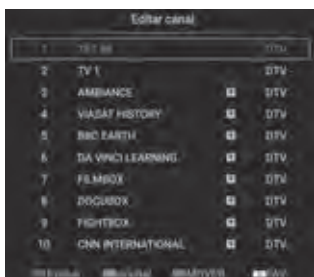 Editar canal
1 DTV
2 TV 1 DTV
3 AMBIANCE DTV
4 VIASAT HISTORY DTV
5 BBC EARTH DTV
6 DA VINCI LEARNING DTV
7 FILMBOX DTV
8 DOCUBOX DTV
9 FIGHTBOX DTV
10 CNN INTERNATIONAL DTV